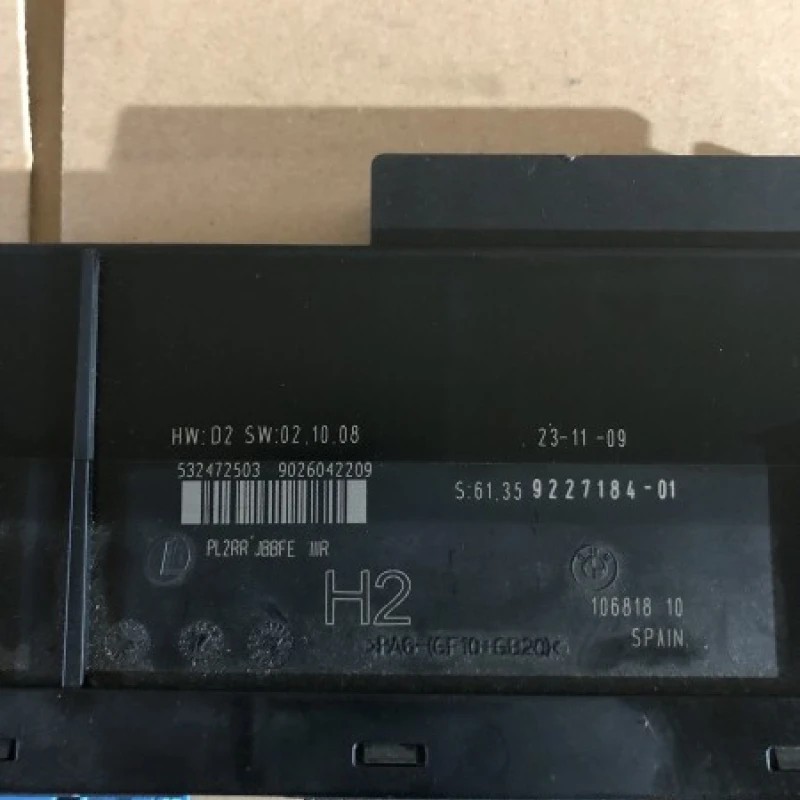 HW:D2 SW:02.10.08
23-11-09
532472503 9026042209
S:61.35 9227184-01
PL2RR JBBFE IIIR
H2
106818 10
>PA6-(GF10+GB20)<
SPAIN